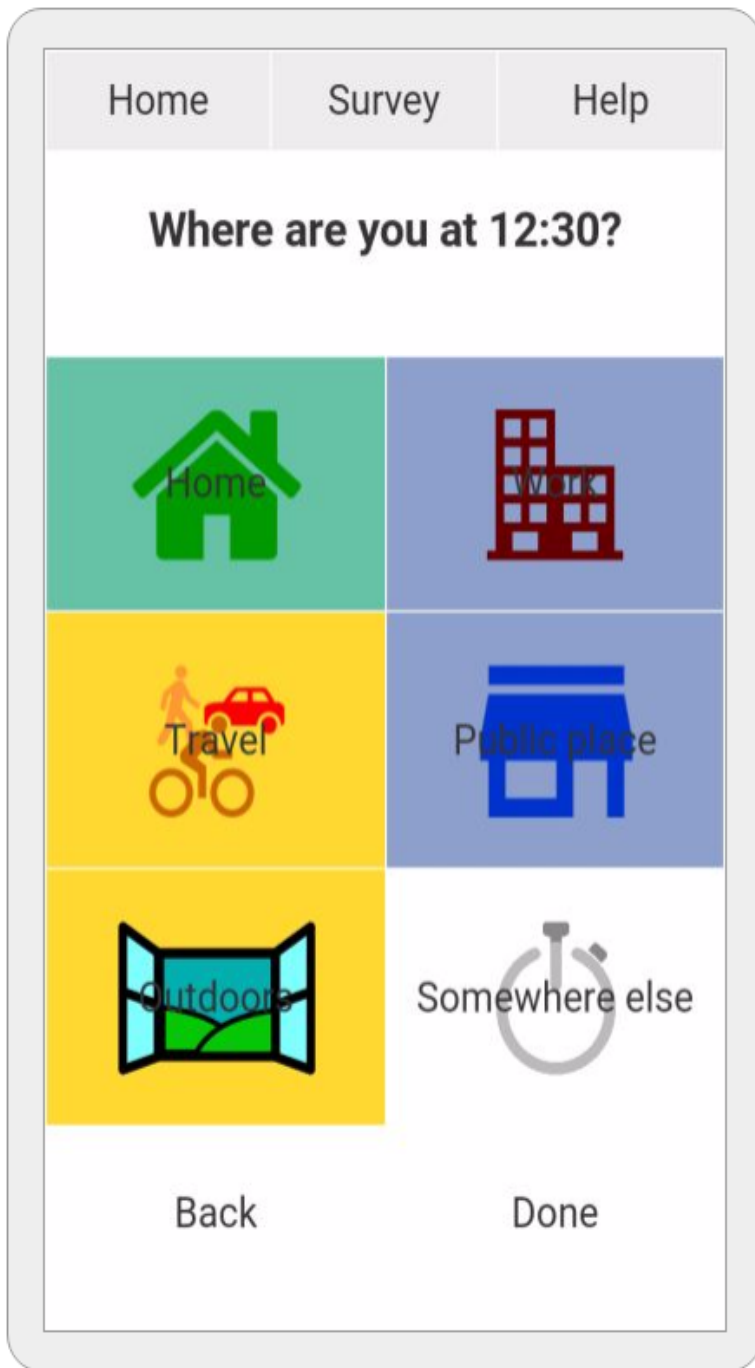 Home Survey Help
Where are you at 12:30?
Home Work
Travel Public place
Outdoors Somewhere else
Back Done